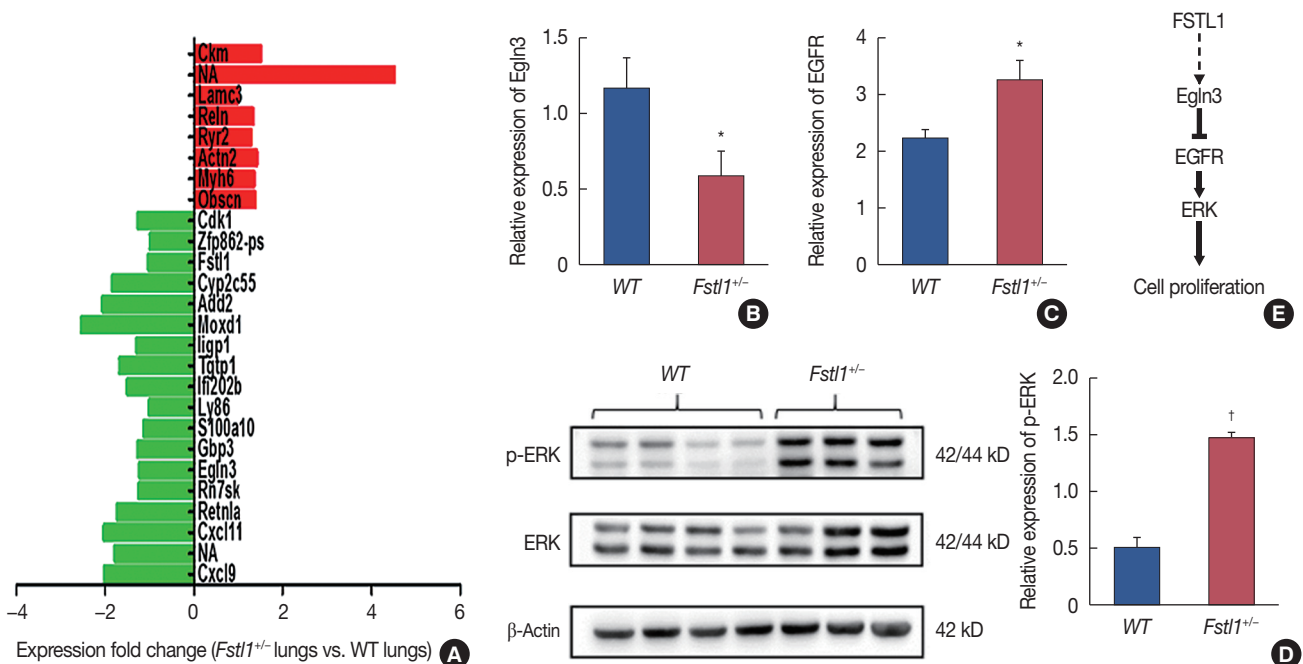 Ckm
NA
Lamc3
Reln
Ryr2
Actn2
Myh6
Obscn
Cdk1
Zfp862-ps
Fstl1
Cyp2c55
Add2
Moxd1
Iigp1
Tgtp1
Ifi202b
Ly86
S100a10
Gbp3
Egln3
Rn7sk
Retnla
Cxcl11
NA
Cxcl9
−4 −2 0 2 4 6
Expression fold change (Fstl1+/– lungs vs. WT lungs)
A
Relative expression of Egln3
1.5
1.0
0.5
0
*
WT Fstl1+/–
B
Relative expression of EGFR
4
3
2
1
0
*
WT Fstl1+/–
C
FSTL1
Egln3
EGFR
ERK
Cell proliferation
E
WT Fstl1+/–
p-ERK 42/44 kD
ERK 42/44 kD
β-Actin 42 kD
Relative expression of p-ERK
2.0
1.5
1.0
0.5
0
†
WT Fstl1+/–
D